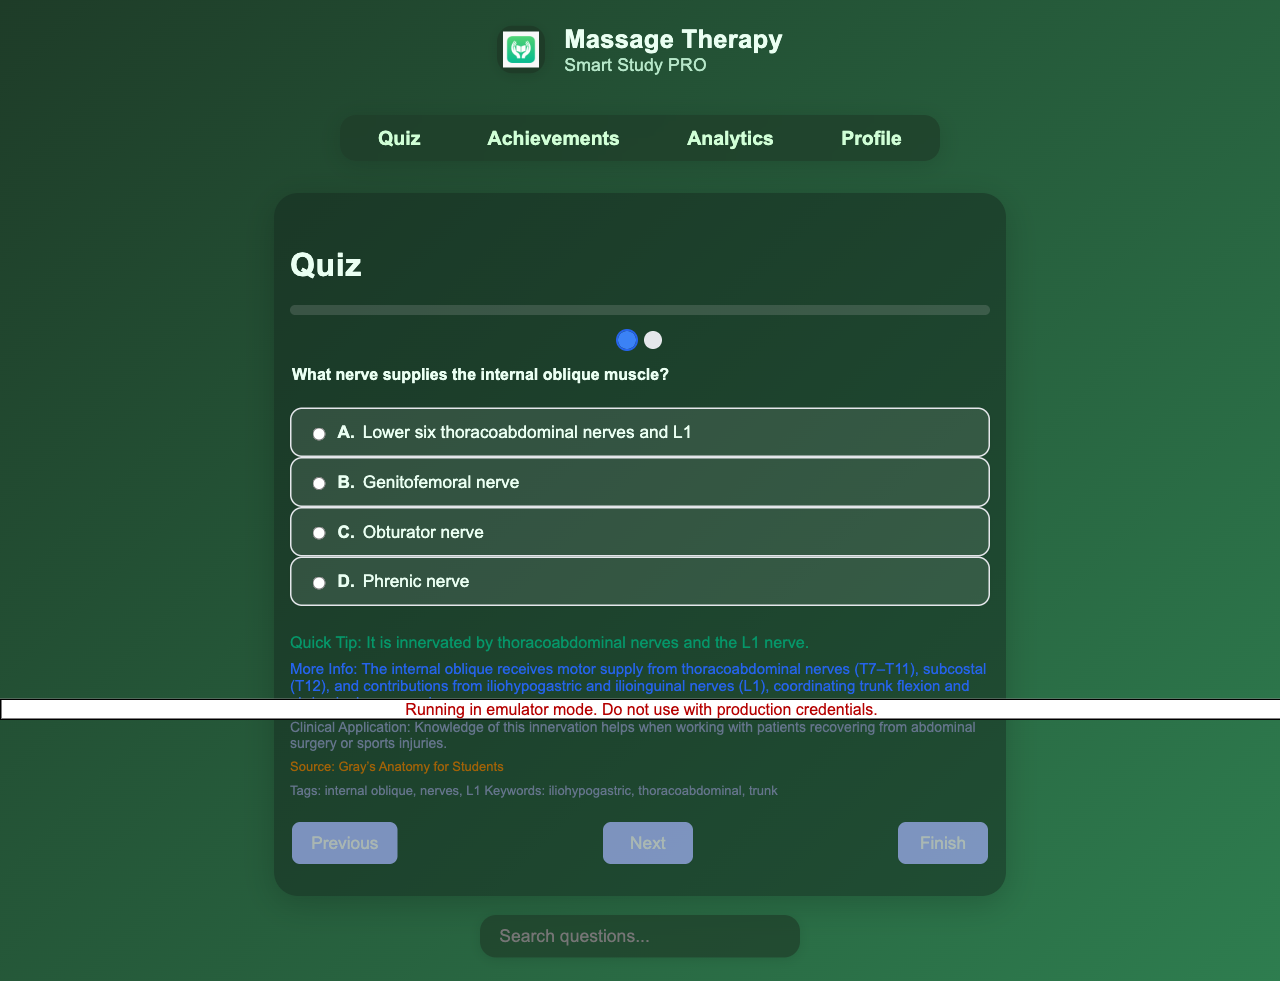 Massage Therapy
Smart Study PRO
Quiz
Achievements
Analytics
Profile
Quiz
What nerve supplies the internal oblique muscle?
A. Lower six thoracoabdominal nerves and L1
B. Genitofemoral nerve
C. Obturator nerve
D. Phrenic nerve
Quick Tip: It is innervated by thoracoabdominal nerves and the L1 nerve.
More Info: The internal oblique receives motor supply from thoracoabdominal nerves (T7–T11), subcostal
(T12), and contributions from iliohypogastric and ilioinguinal nerves (L1), coordinating trunk flexion and
Running in emulator mode. Do not use with production credentials.
Clinical Application: Knowledge of this innervation helps when working with patients recovering from abdominal
surgery or sports injuries.
Source: Gray's Anatomy for Students
Tags: internal oblique, nerves, L1 Keywords: iliohypogastric, thoracoabdominal, trunk
Previous
Next
Finish
Search questions...